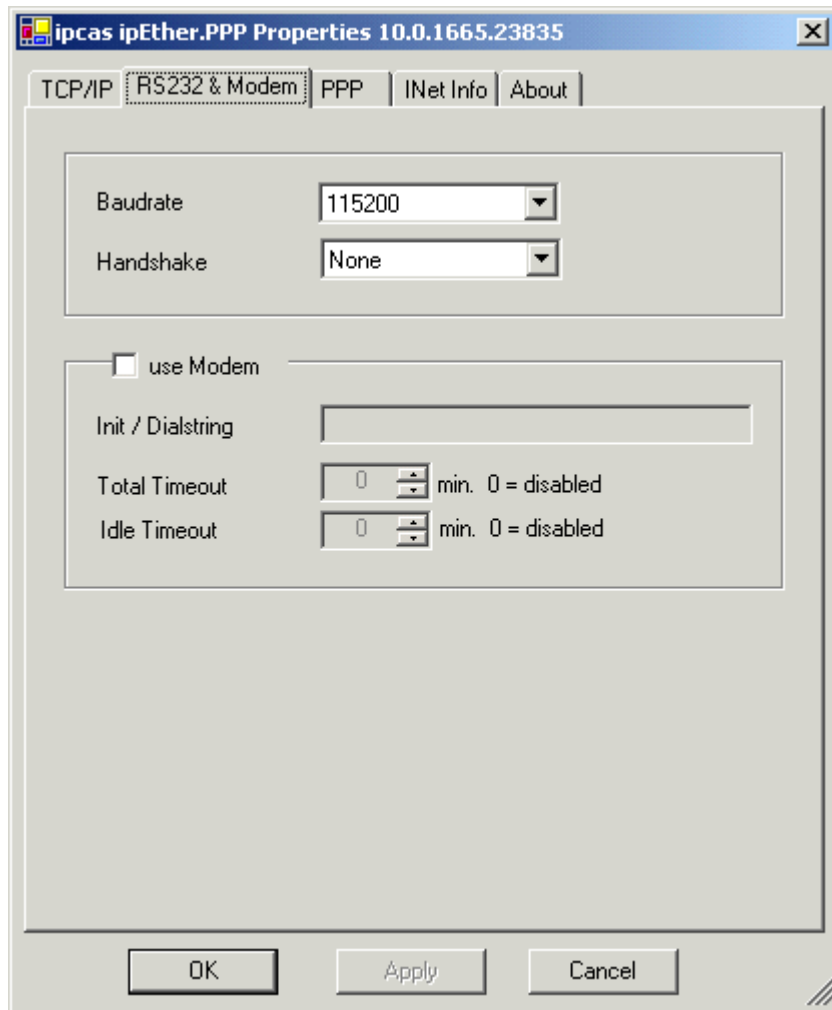 ipcas ipEther.PPP Properties 10.0.1665.23835
TCP/IP RS232 & Modem PPP INet Info About
Baudrate 115200
Handshake None
use Modem
Init / Dialstring
Total Timeout 0 min. 0 = disabled
Idle Timeout 0 min. 0 = disabled
OK Apply Cancel